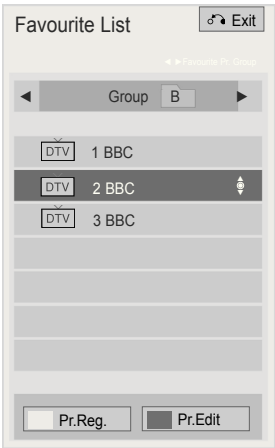 Favourite List
Exit
◄ ►Favourite Pr. Group
◄ Group B ►
DTV 1 BBC
DTV 2 BBC
DTV 3 BBC
Pr.Reg. Pr.Edit